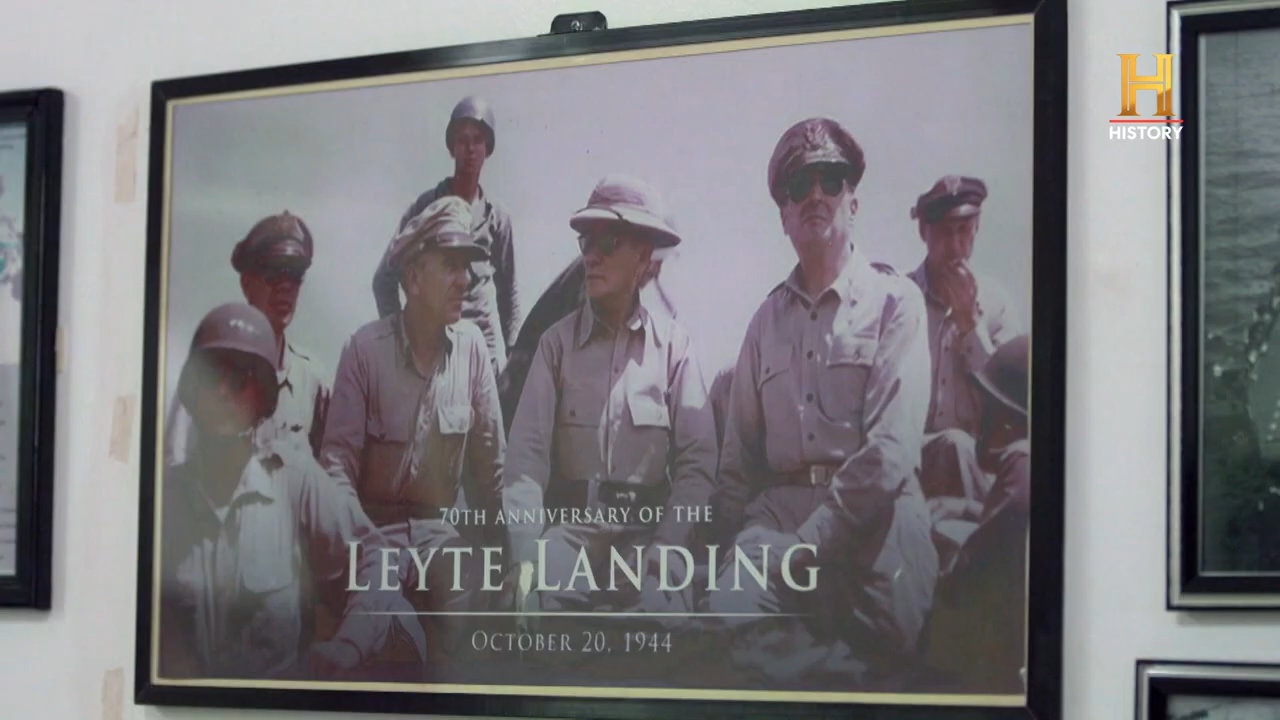 70TH ANNIVERSARY OF THE
LEYTE LANDING
OCTOBER 20, 1944
H
HISTORY